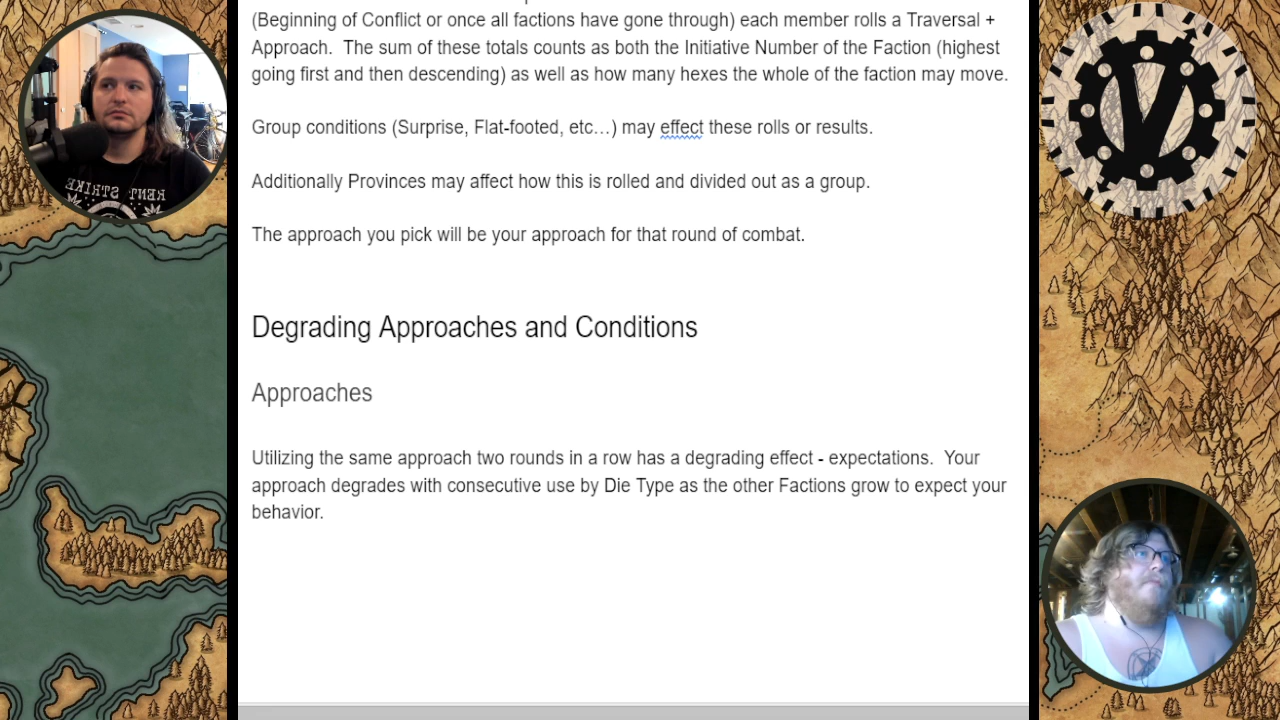 (Beginning of Conflict or once all factions have gone through) each member rolls a Traversal +
Approach.  The sum of these totals counts as both the Initiative Number of the Faction (highest
going first and then descending) as well as how many hexes the whole of the faction may move.
Group conditions (Surprise, Flat-footed, etc...) may effect these rolls or results.
Additionally Provinces may affect how this is rolled and divided out as a group.
The approach you pick will be your approach for that round of combat.
Degrading Approaches and Conditions
Approaches
Utilizing the same approach two rounds in a row has a degrading effect - expectations.  Your
approach degrades with consecutive use by Die Type as the other Factions grow to expect your
behavior.
RENT STRIKE
V